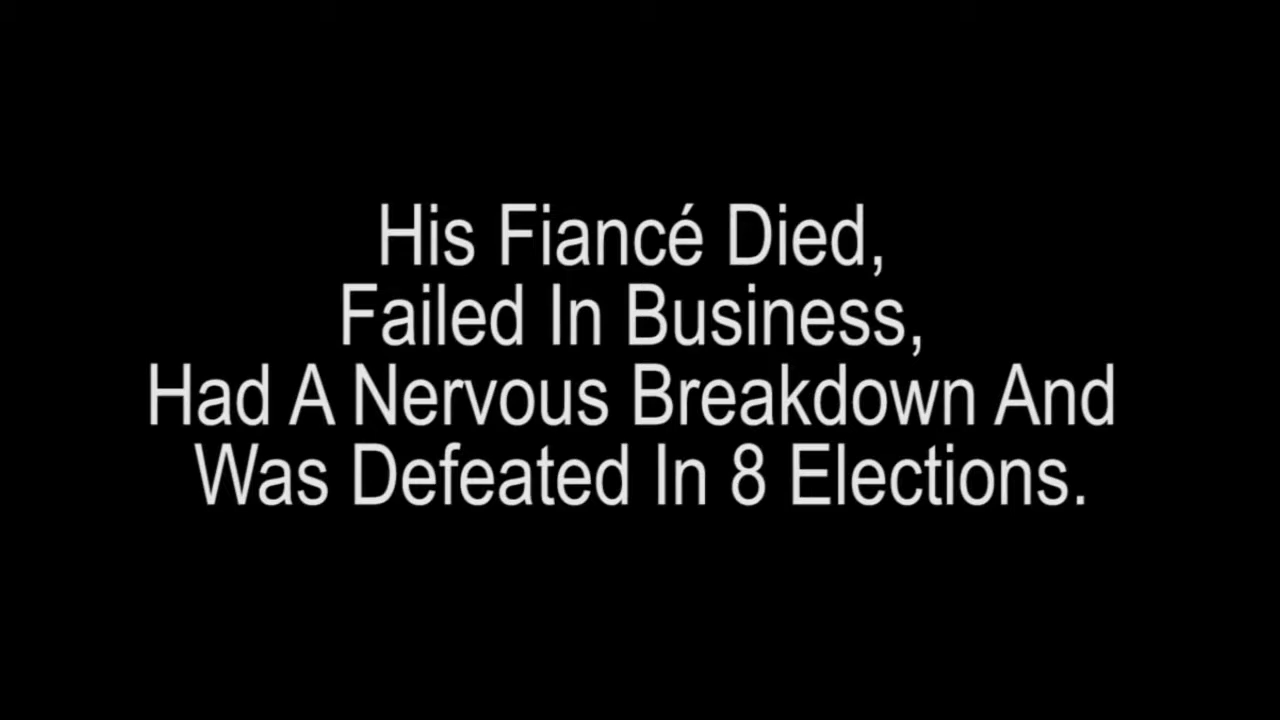 His Fiancé Died,
Failed In Business,
Had A Nervous Breakdown And
Was Defeated In 8 Elections.